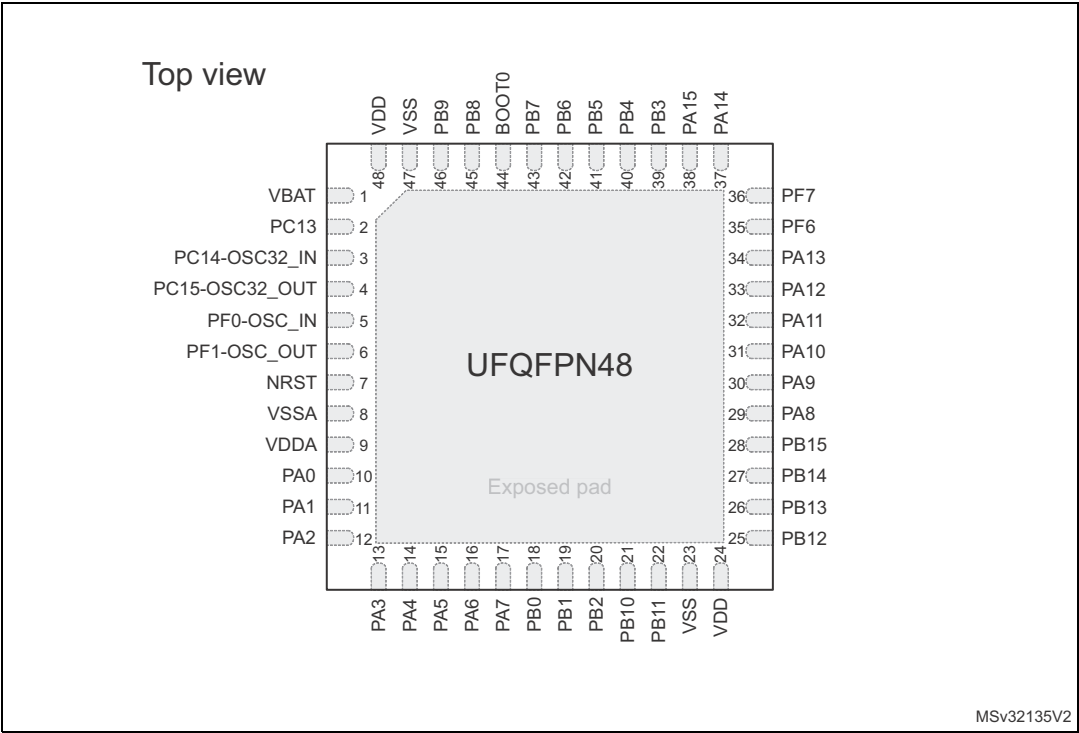 Top view
VDD
VSS
PB9
PB8
BOOT0
PB7
PB6
PB5
PB4
PB3
PA15
PA14
48
47
46
45
44
43
42
41
40
39
38
37
VBAT 1
PC13 2
PC14-OSC32_IN 3
PC15-OSC32_OUT 4
PF0-OSC_IN 5
PF1-OSC_OUT 6
NRST 7
VSSA 8
VDDA 9
PA0 10
PA1 11
PA2 12
UFQFPN48
Exposed pad
36 PF7
35 PF6
34 PA13
33 PA12
32 PA11
31 PA10
30 PA9
29 PA8
28 PB15
27 PB14
26 PB13
25 PB12
13
14
15
16
17
18
19
20
21
22
23
24
PA3
PA4
PA5
PA6
PA7
PB0
PB1
PB2
PB10
PB11
VSS
VDD
MSv32135V2